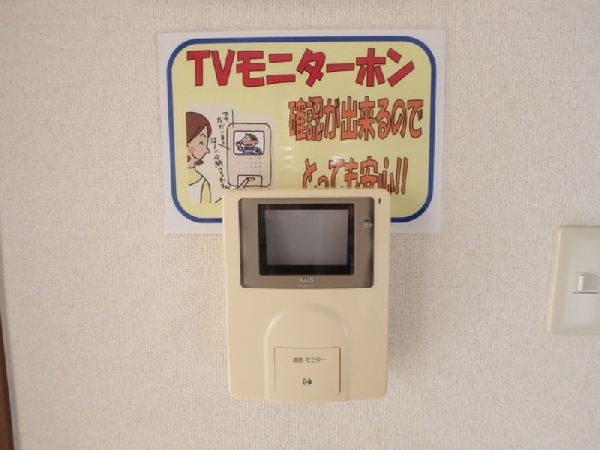 TVモニターホン
確認が出来るので
とっても安心!!
NAIS
通話 モニター